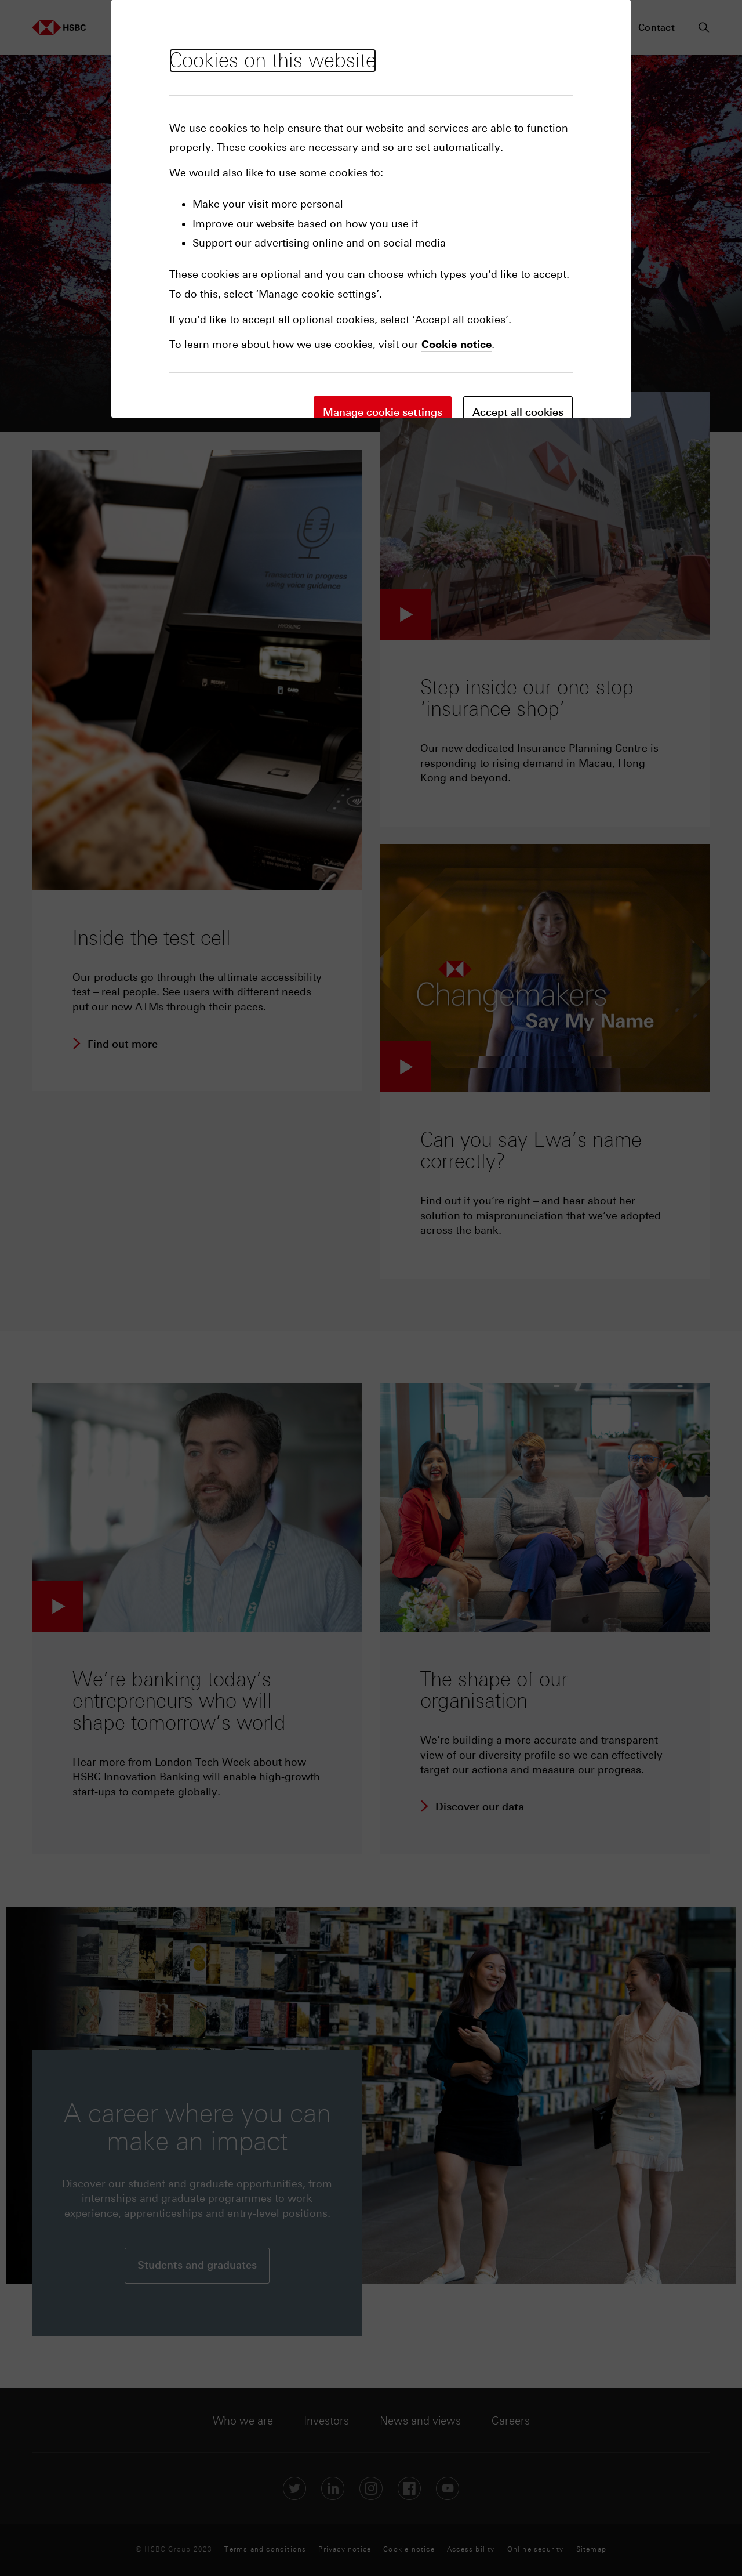 HSBC
Contact
Cookies on this website
We use cookies to help ensure that our website and services are able to function
properly. These cookies are necessary and so are set automatically.
We would also like to use some cookies to:
Make your visit more personal
Improve our website based on how you use it
Support our advertising online and on social media
These cookies are optional and you can choose which types you’d like to accept.
To do this, select ‘Manage cookie settings’.
If you’d like to accept all optional cookies, select ‘Accept all cookies’.
To learn more about how we use cookies, visit our Cookie notice.
Manage cookie settings
Accept all cookies
Transaction in progress
using voice guidance
RECEIPT
CARD
HSBC
Step inside our one-stop
‘insurance shop’
Our new dedicated Insurance Planning Centre is
responding to rising demand in Macau, Hong
Kong and beyond.
Inside the test cell
Our products go through the ultimate accessibility
test – real people. See users with different needs
put our new ATMs through their paces.
Find out more
Changemakers
Say My Name
Can you say Ewa’s name
correctly?
Find out if you’re right – and hear about her
solution to mispronunciation that we’ve adopted
across the bank.
We’re banking today’s
entrepreneurs who will
shape tomorrow’s world
Hear more from London Tech Week about how
HSBC Innovation Banking will enable high-growth
start-ups to compete globally.
The shape of our
organisation
We’re building a more accurate and transparent
view of our diversity profile so we can effectively
target our actions and measure our progress.
Discover our data
A career where you can
make an impact
Discover our student and graduate opportunities, from
internships and graduate programmes to work
experience, apprenticeships and entry-level positions.
Students and graduates
Who we are
Investors
News and views
Careers
© HSBC Group 2023
Terms and conditions
Privacy notice
Cookie notice
Accessibility
Online security
Sitemap